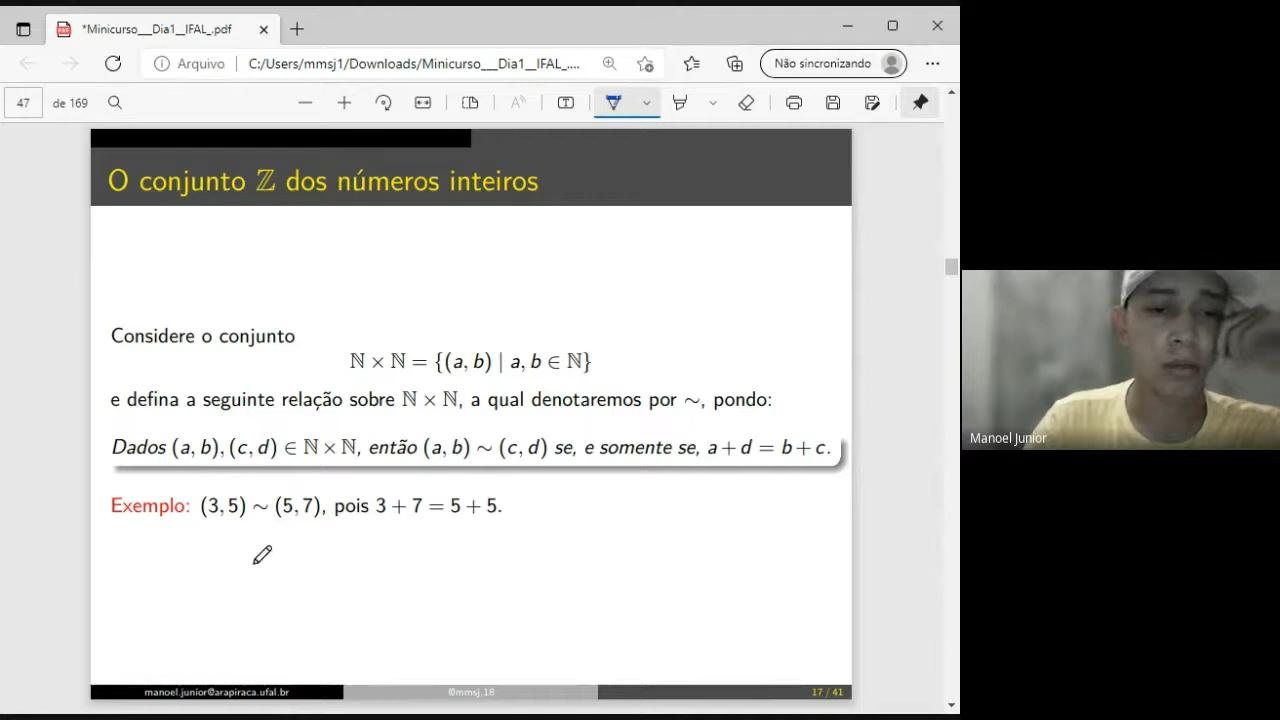 *Minicurso___Dia1__IFAL_.pdf
Arquivo
C:/Users/mmsj1/Downloads/Minicurso___Dia1__IFAL_....
Não sincronizando
47
de 169
O conjunto ℤ dos números inteiros
Considere o conjunto
ℕ × ℕ = {(a, b) | a, b ∈ ℕ}
e defina a seguinte relação sobre ℕ × ℕ, a qual denotaremos por ∼, pondo:
Dados (a, b), (c, d) ∈ ℕ × ℕ, então (a, b) ∼ (c, d) se, e somente se, a + d = b + c.
Exemplo: (3, 5) ∼ (5, 7), pois 3 + 7 = 5 + 5.
manoel.junior@arapiraca.ufal.br
@mmsj.18
17 / 41
Manoel Junior